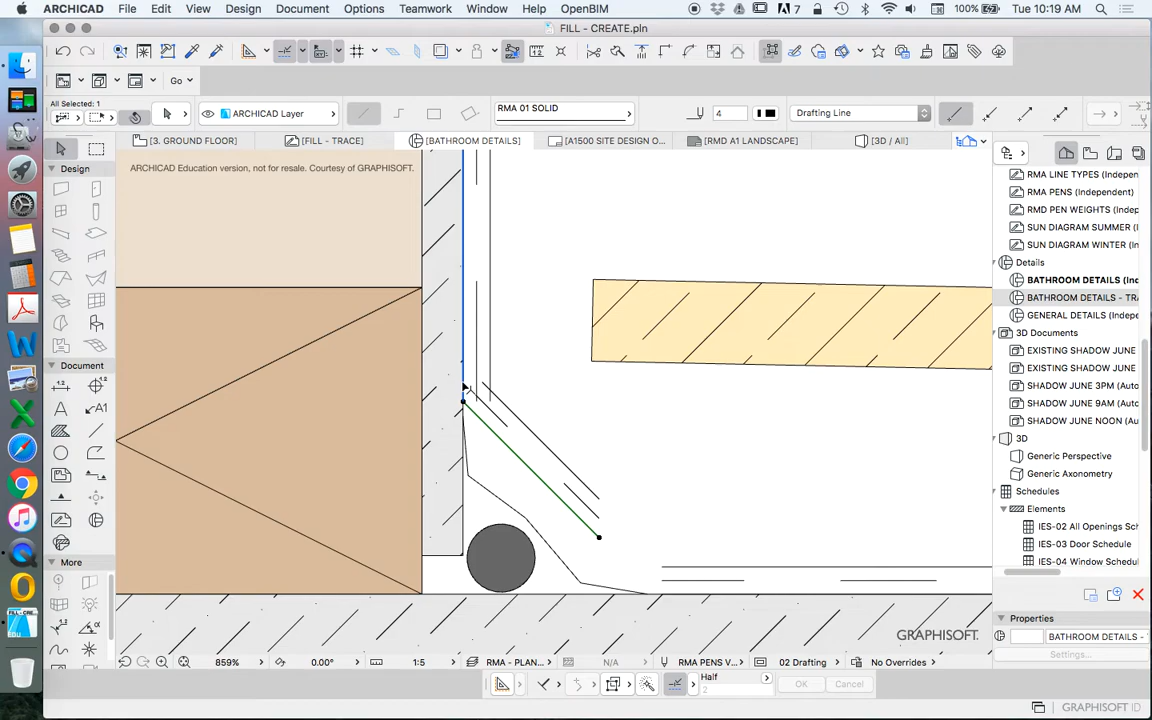 ARCHICAD File Edit View Design Document Options Teamwork Window Help OpenBIM 7 100% Tue 10:19 AM
FILL - CREATE.pln
Go
All Selected: 1
ARCHICAD Layer
RMA 01 SOLID
4
Drafting Line
[3. GROUND FLOOR] [FILL - TRACE] [BATHROOM DETAILS] [A1500 SITE DESIGN O... [RMD A1 LANDSCAPE] [3D / All]
ARCHICAD Education version, not for resale. Courtesy of GRAPHISOFT.
Design
Document
A
A1
1.2
More
RMA LINE TYPES (Indepen
RMA PENS (Independent)
RMD PEN WEIGHTS (Indep
SUN DIAGRAM SUMMER (I
SUN DIAGRAM WINTER (In
Details
BATHROOM DETAILS (Ind
BATHROOM DETAILS - TRA
GENERAL DETAILS (Indepe
3D Documents
EXISTING SHADOW JUNE
EXISTING SHADOW JUNE
SHADOW JUNE 3PM (Auto
SHADOW JUNE 9AM (Auto
SHADOW JUNE NOON (Aut
3D
Generic Perspective
Generic Axonometry
Schedules
Elements
IES-02 All Openings Sch
IES-03 Door Schedule
IES-04 Window Schedul
Properties
BATHROOM DETAILS -
Settings...
GRAPHISOFT.
859% 0.00° 1:5 RMA - PLAN... N/A RMA PENS V... 02 Drafting No Overrides
Half
2
OK Cancel
GRAPHISOFT ID